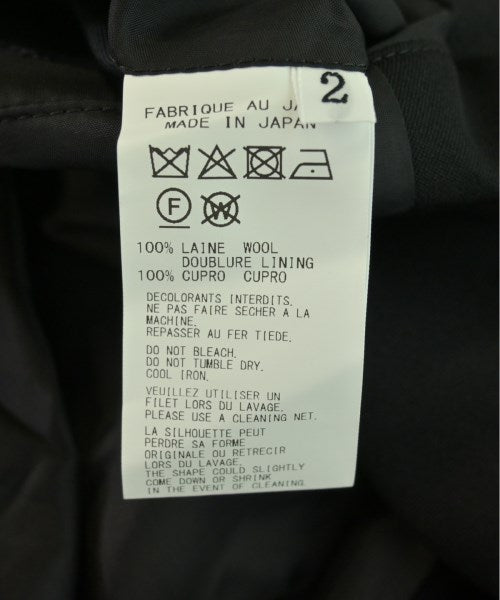 2
FABRIQUE AU
MADE IN JAPAN
F
W
100% LAINE WOOL
DOUBLURE LINING
100% CUPRO CUPRO
DECOLORANTS INTERDITS.
NE PAS FAIRE SECHER A LA
MACHINE.
REPASSER AU FER TIEDE.
DO NOT BLEACH.
DO NOT TUMBLE DRY.
COOL IRON.
VEUILLEZ UTILISER UN
FILET LORS DU LAVAGE.
PLEASE USE A CLEANING NET.
LA SILHOUETTE PEUT
PERDRE SA FORME
ORIGINALE OU RETRECIR
LORS DU LAVAGE.
THE SHAPE COULD SLIGHTLY
COME DOWN OR SHRINK
IN THE EVENT OF CLEANING.